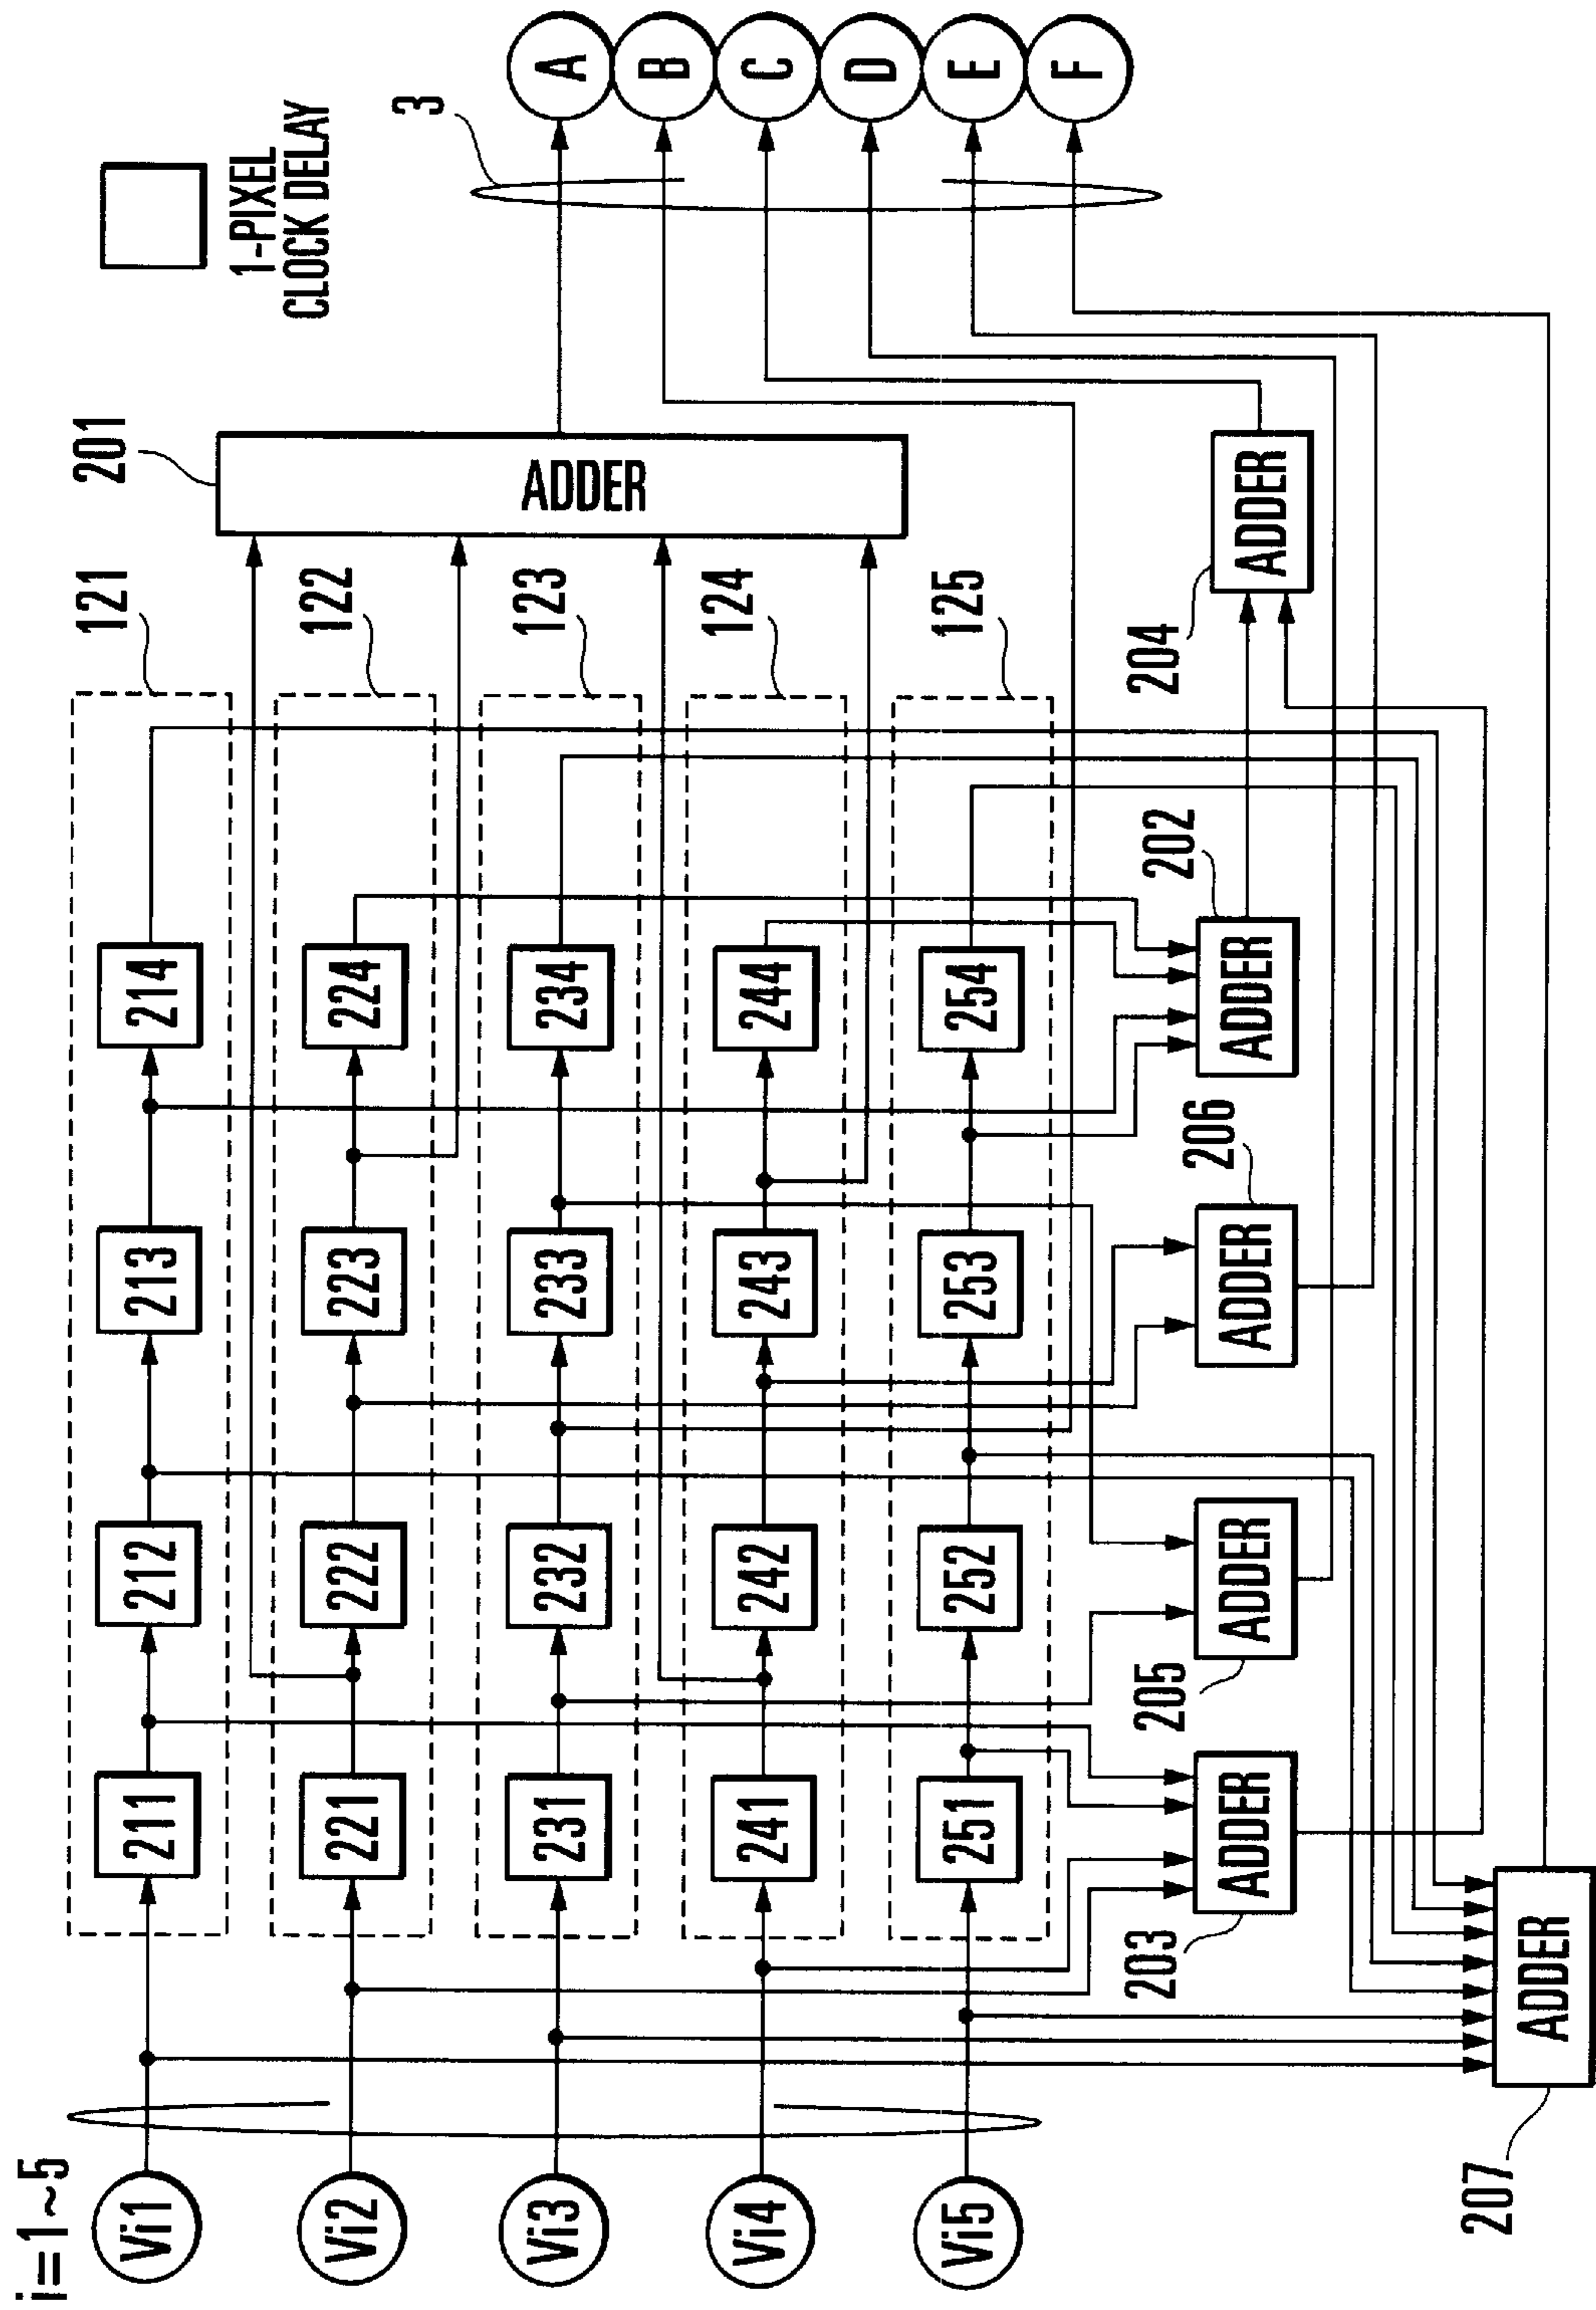 i=1~5
Vi1
Vi2
Vi3
Vi4
Vi5
211
212
213
214
121
221
222
223
224
122
231
232
233
234
123
241
242
243
244
124
251
252
253
254
125
201
ADDER
1-PIXEL
CLOCK DELAY
3
A
B
C
D
E
F
203
ADDER
205
ADDER
206
ADDER
202
ADDER
204
ADDER
207
ADDER